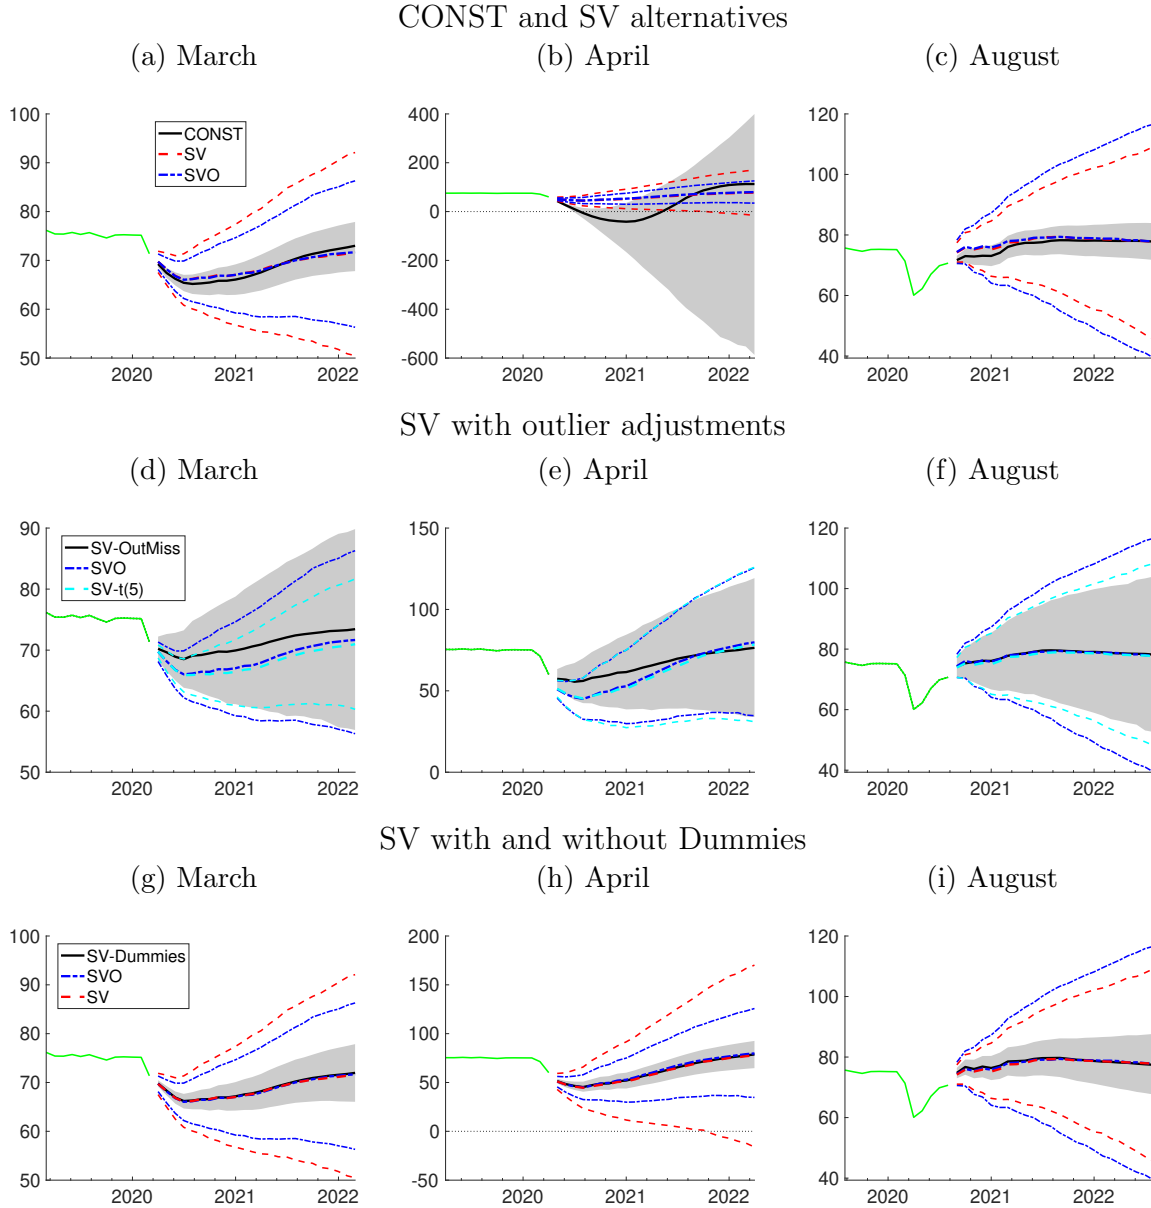 CONST and SV alternatives
(a) March (b) April (c) August
100
90
80
70
60
50
2020 2021 2022
CONST
SV
SVO
400
200
0
-200
-400
-600
2020 2021 2022
120
100
80
60
40
2020 2021 2022
SV with outlier adjustments
(d) March (e) April (f) August
90
80
70
60
50
2020 2021 2022
SV-OutMiss
SVO
SV-t(5)
150
100
50
0
2020 2021 2022
120
100
80
60
40
2020 2021 2022
SV with and without Dummies
(g) March (h) April (i) August
100
90
80
70
60
50
2020 2021 2022
SV-Dummies
SVO
SV
200
150
100
50
0
-50
2020 2021 2022
120
100
80
60
40
2020 2021 2022